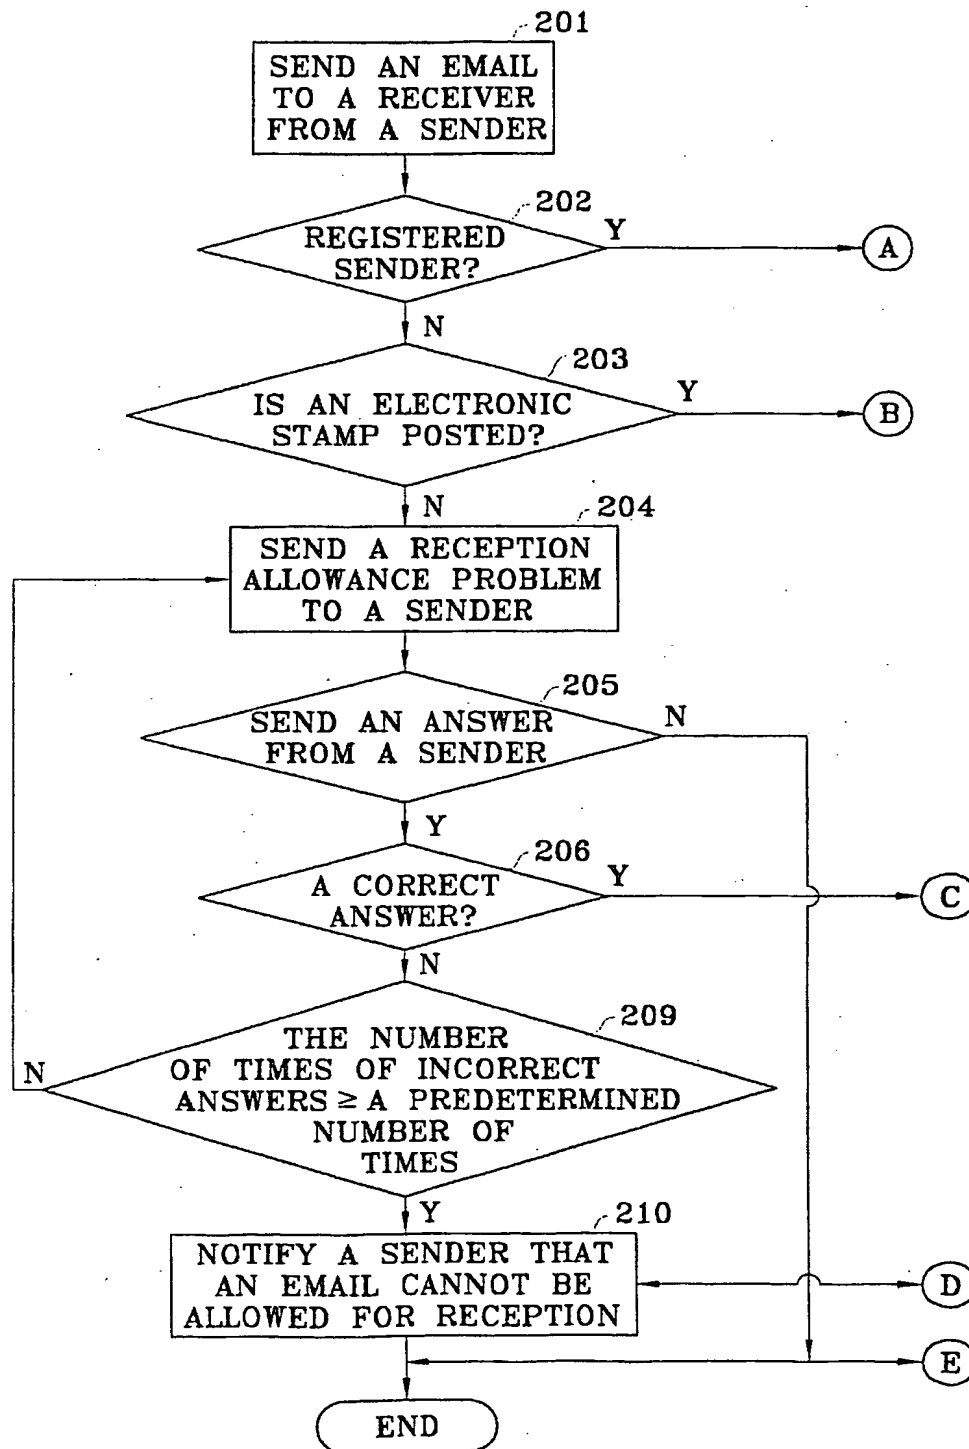 201
SEND AN EMAIL
TO A RECEIVER
FROM A SENDER
202
REGISTERED
SENDER?
Y
A
N
203
IS AN ELECTRONIC
STAMP POSTED?
Y
B
N
204
SEND A RECEPTION
ALLOWANCE PROBLEM
TO A SENDER
205
SEND AN ANSWER
FROM A SENDER
N
Y
206
A CORRECT
ANSWER?
Y
C
N
209
THE NUMBER
OF TIMES OF INCORRECT
ANSWERS ≥ A PREDETERMINED
NUMBER OF
TIMES
N
Y
210
NOTIFY A SENDER THAT
AN EMAIL CANNOT BE
ALLOWED FOR RECEPTION
D
E
END